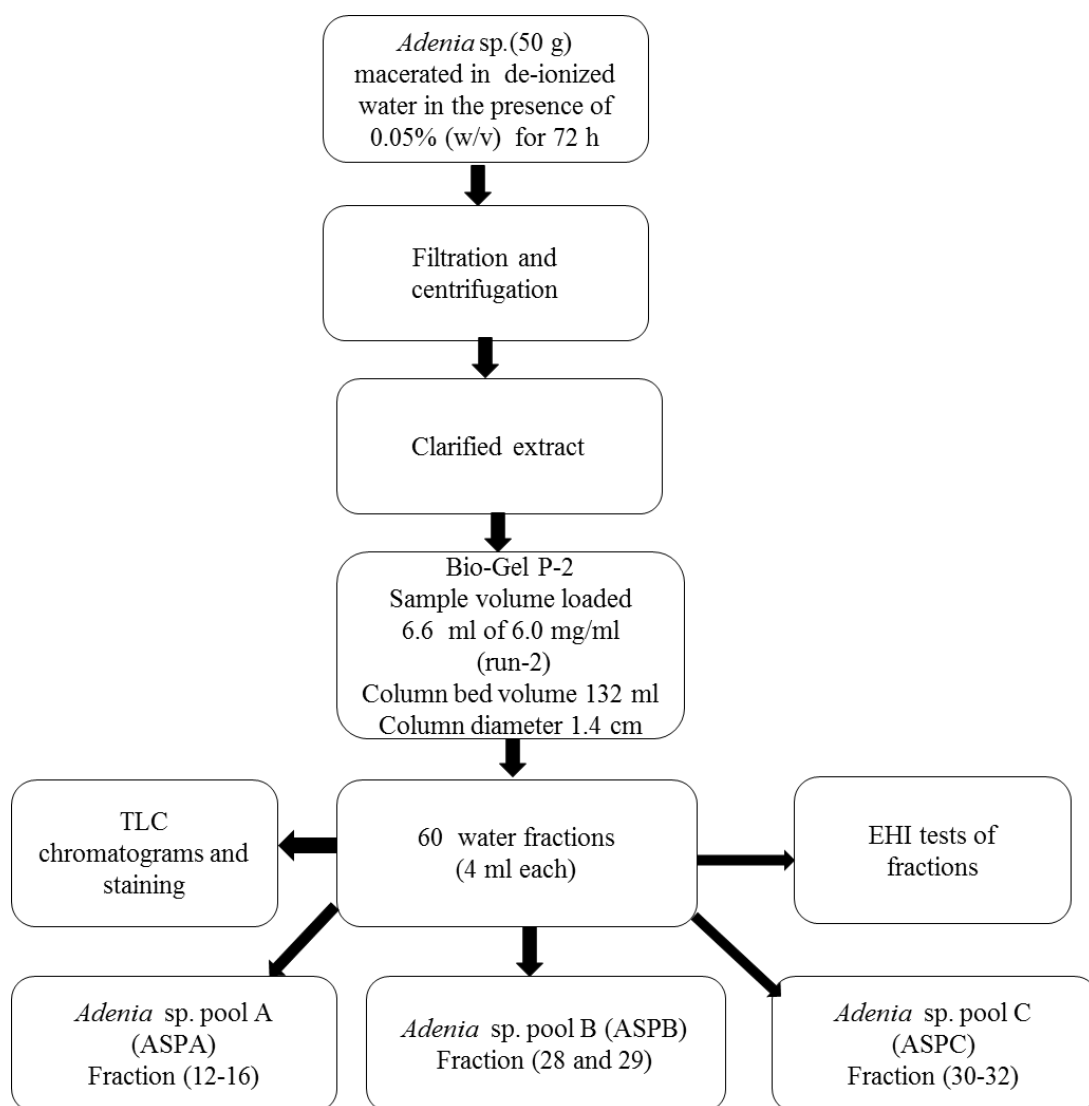 Adenia sp.(50 g)
macerated in de-ionized
water in the presence of
0.05% (w/v) for 72 h
Filtration and
centrifugation
Clarified extract
Bio-Gel P-2
Sample volume loaded
6.6 ml of 6.0 mg/ml
(run-2)
Column bed volume 132 ml
Column diameter 1.4 cm
TLC
chromatograms and
staining
60 water fractions
(4 ml each)
EHI tests of
fractions
Adenia sp. pool A
(ASPA)
Fraction (12-16)
Adenia sp. pool B (ASPB)
Fraction (28 and 29)
Adenia sp. pool C
(ASPC)
Fraction (30-32)